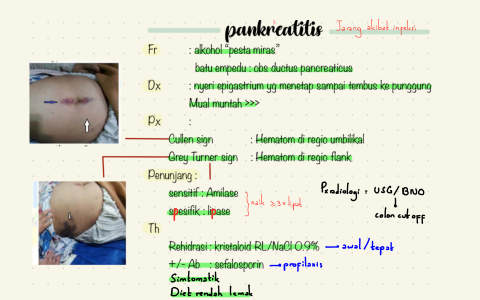 pankreatitis
Jarang akibat infeksi
Fr : alkohol "pesta miras"
batu empedu : obs ductus pancreaticus
Dx : nyeri epigastrium yg menetap sampai tembus ke punggung
Mual muntah >>>
Px :
Cullen sign : Hematom di regio umbilikal
Grey Turner sign : Hematom di regio flank
Penunjang :
sensitif : Amilase
spesifik : lipase
naik ≥ 3x lipat
P.radiologi : USG/BNO
↓
colon cut off
Th
Rehidrasi : kristaloid RL/NaCl 0.9% → awal/cepat
+/- Ab : sefalosporin → profilaxis
Simtomatik
Diet rendah lemak